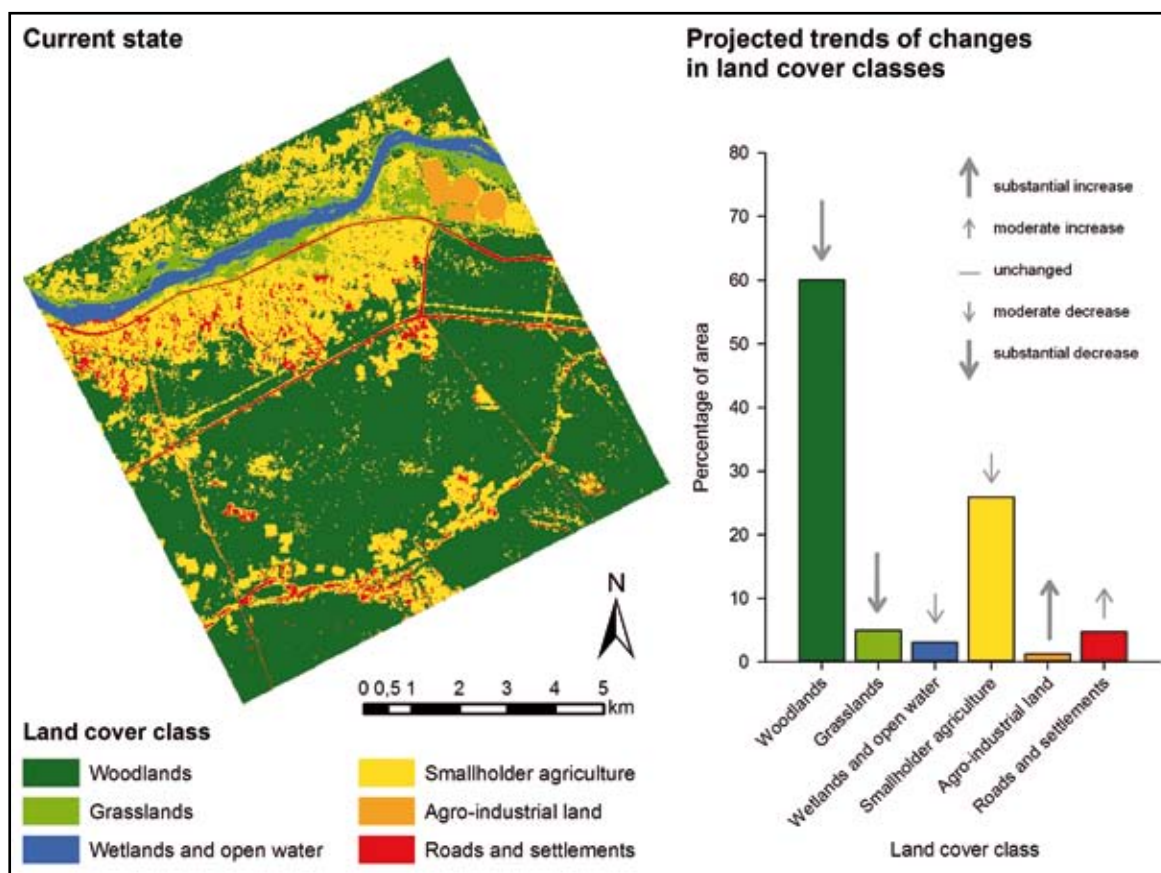 Current state
N
0 0,5 1 2 3 4 5
km
Land cover class
Woodlands
Grasslands
Wetlands and open water
Smallholder agriculture
Agro-industrial land
Roads and settlements
Projected trends of changes
in land cover classes
substantial increase
moderate increase
unchanged
moderate decrease
substantial decrease
Percentage of area
80
70
60
50
40
30
20
10
0
Woodlands
Grasslands
Wetlands and open water
Smallholder agriculture
Agro-industrial land
Roads and settlements
Land cover class